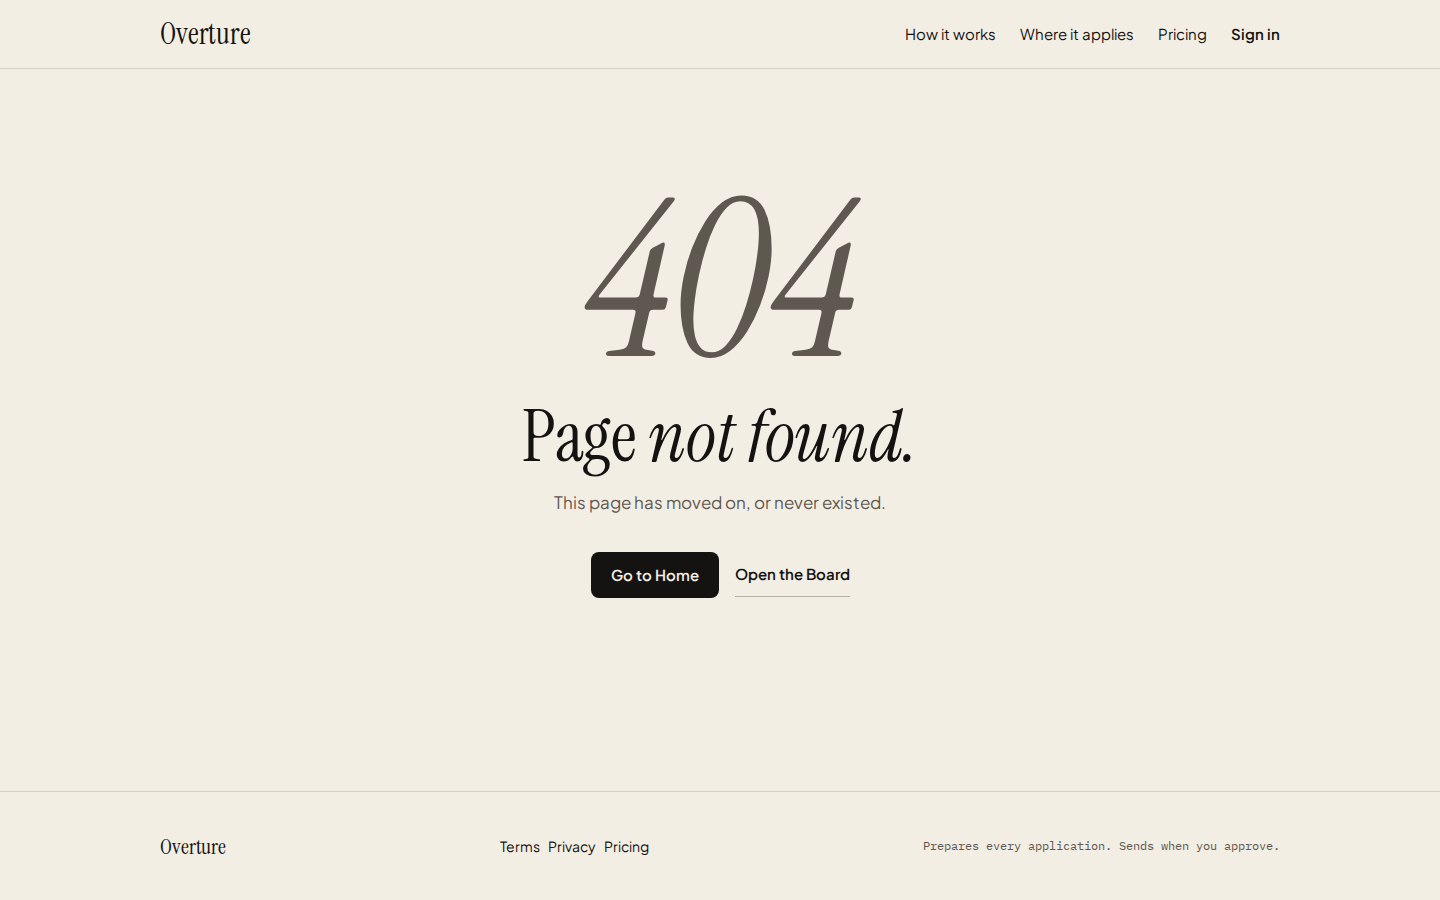 Overture
How it works Where it applies Pricing Sign in
404
Page not found.
This page has moved on, or never existed.
Go to Home Open the Board
Overture
Terms Privacy Pricing
Prepares every application. Sends when you approve.